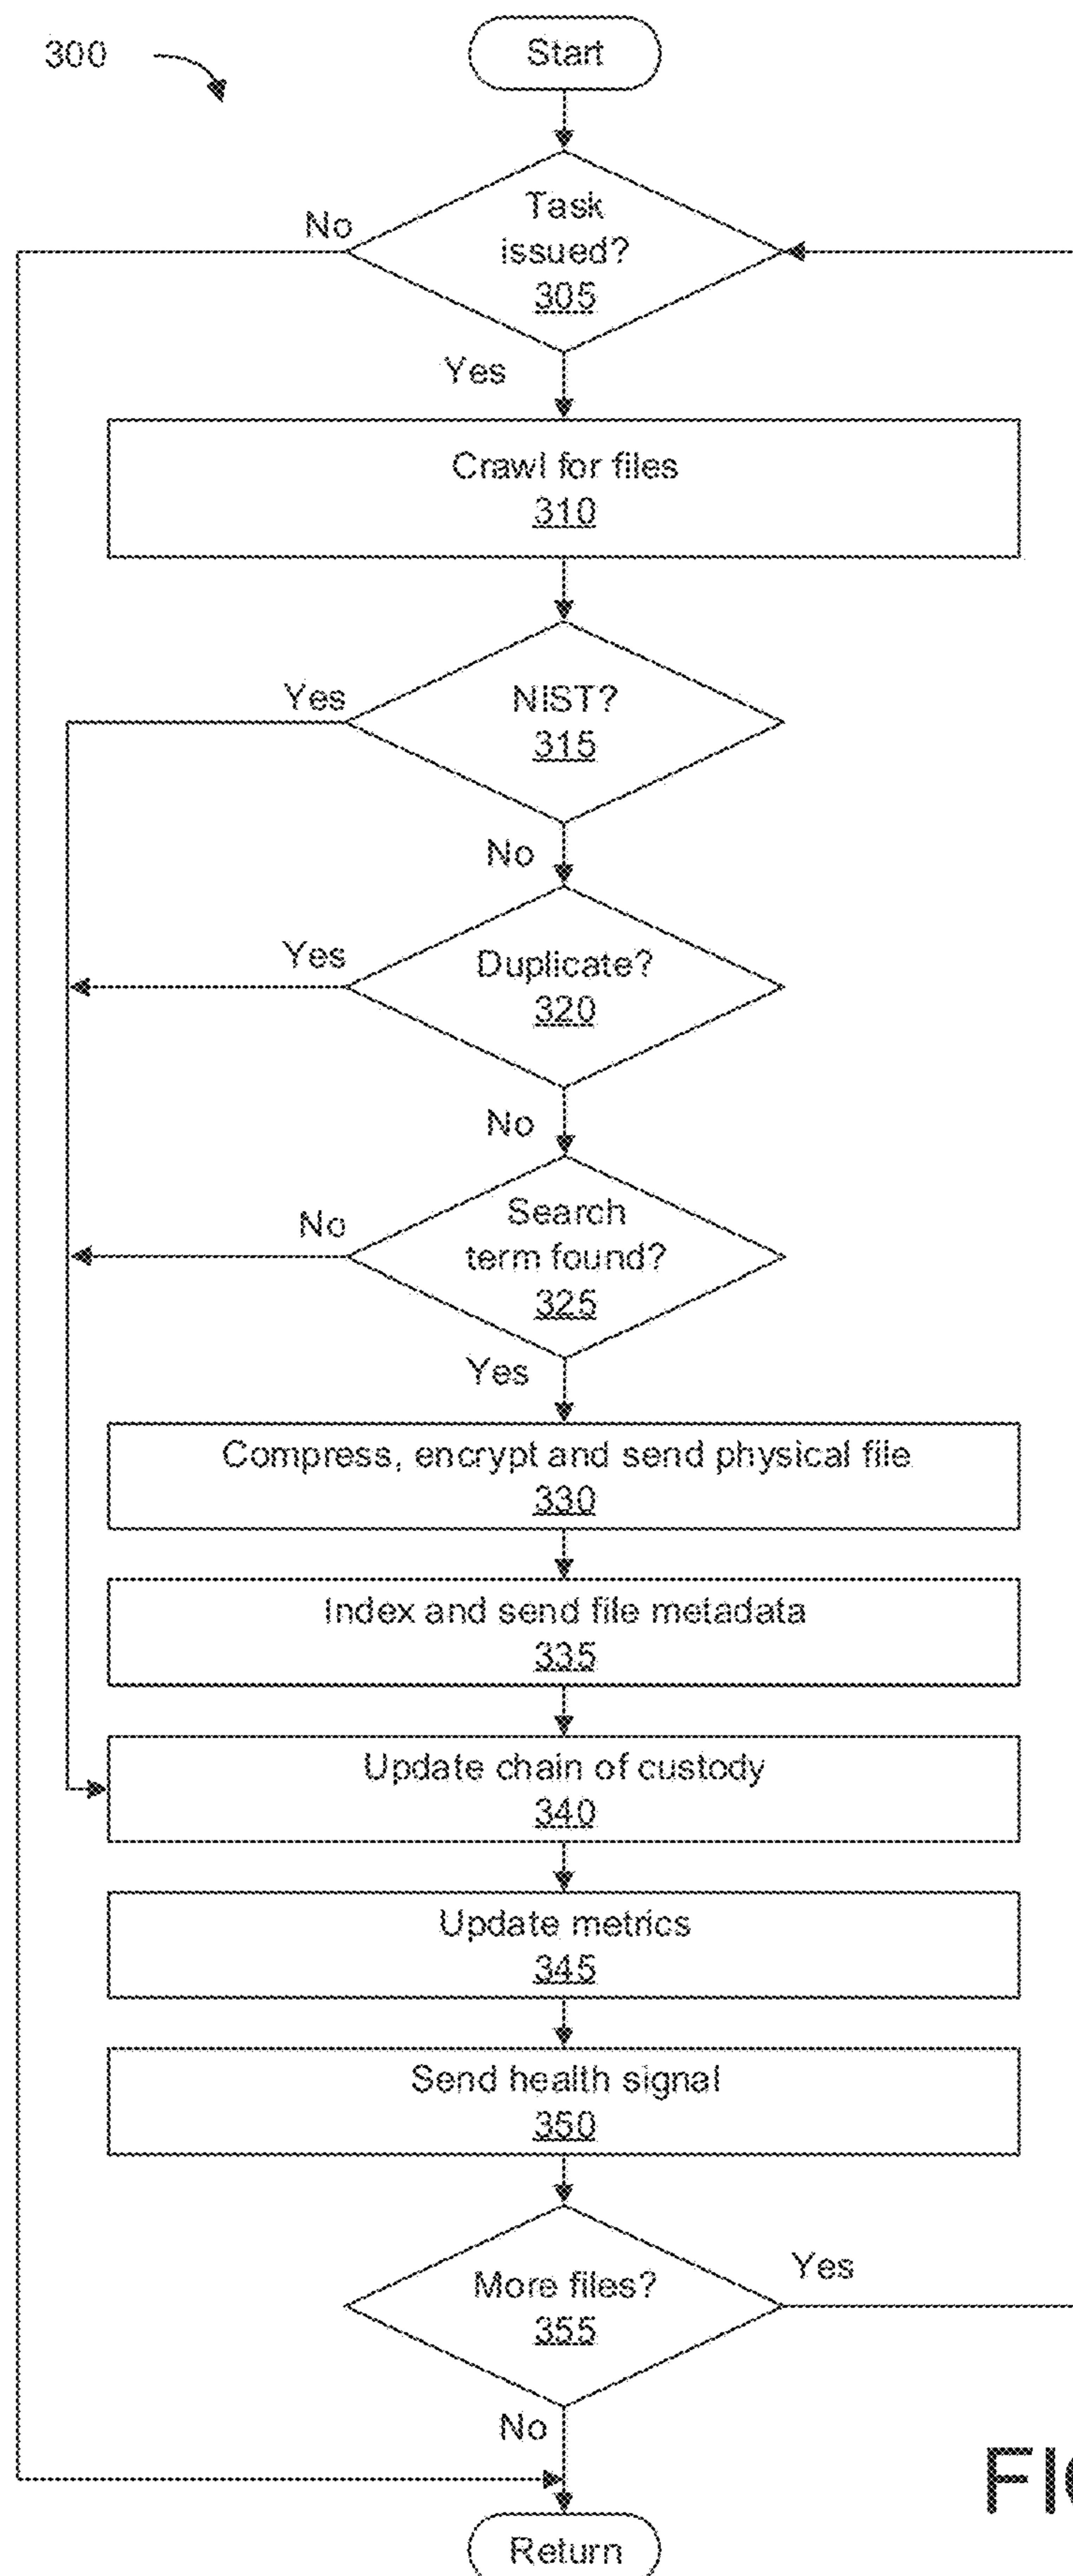 300
Start
Task
issued?
305
No
Yes
Crawl for files
310
NIST?
315
Yes
No
Duplicate?
320
Yes
No
Search
term found?
325
No
Yes
Compress, encrypt and send physical file
330
Index and send file metadata
335
Update chain of custody
340
Update metrics
345
Send health signal
350
More files?
355
Yes
No
Return